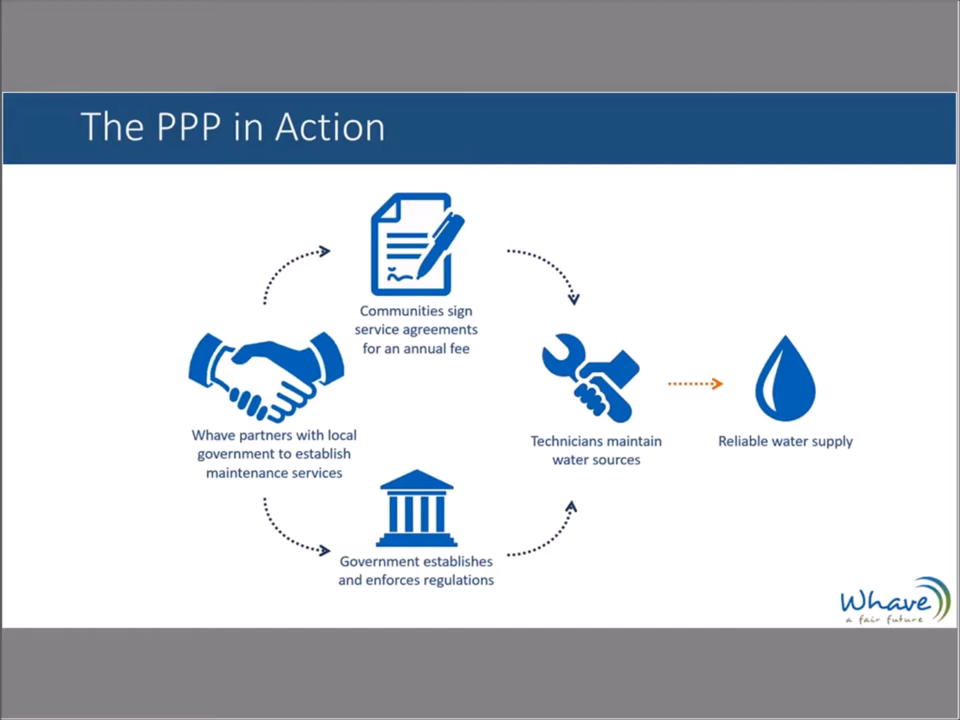 The PPP in Action
Communities sign
service agreements
for an annual fee
Whave partners with local
government to establish
maintenance services
Government establishes
and enforces regulations
Technicians maintain
water sources
Reliable water supply
Whave
a fair future